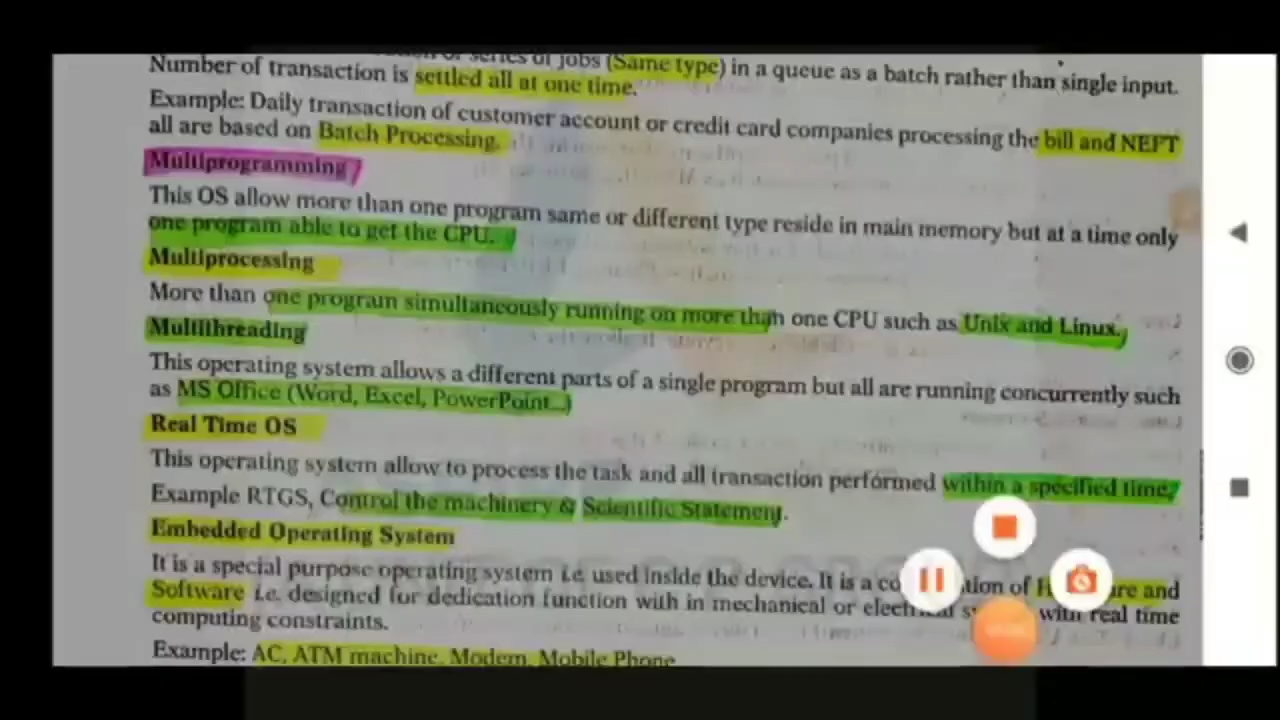 series of jobs (Same type) in a queue as a batch rather than single input.
Number of transaction is settled all at one time.
Example: Daily transaction of customer account or credit card companies processing the bill and NEFT
all are based on Batch Processing.
Multiprogramming
This OS allow more than one program same or different type reside in main memory but at a time only
one program able to get the CPU.
Multiprocessing
More than one program simultaneously running on more than one CPU such as Unix and Linux.
Multithreading
This operating system allows a different parts of a single program but all are running concurrently such
as MS Office (Word, Excel, PowerPoint...)
Real Time OS
This operating system allow to process the task and all transaction performed within a specified time.
Example RTGS, Control the machinery & Scientific Statement.
Embedded Operating System
It is a special purpose operating system i.e. used inside the device. It is a of and
Software i.e. designed for dedication function with in mechanical or with real time
computing constraints.
Example: AC, ATM machine, Modem, Mobile Phone